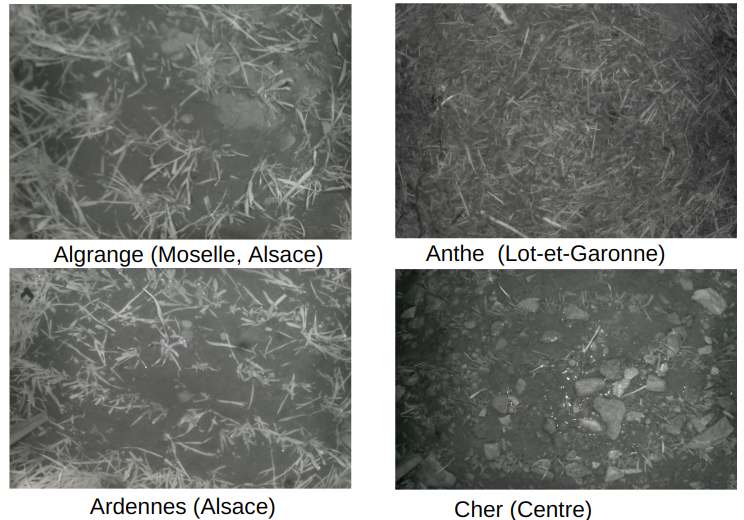 Algrange (Moselle, Alsace)
Anthe (Lot-et-Garonne)
Ardennes (Alsace)
Cher (Centre)